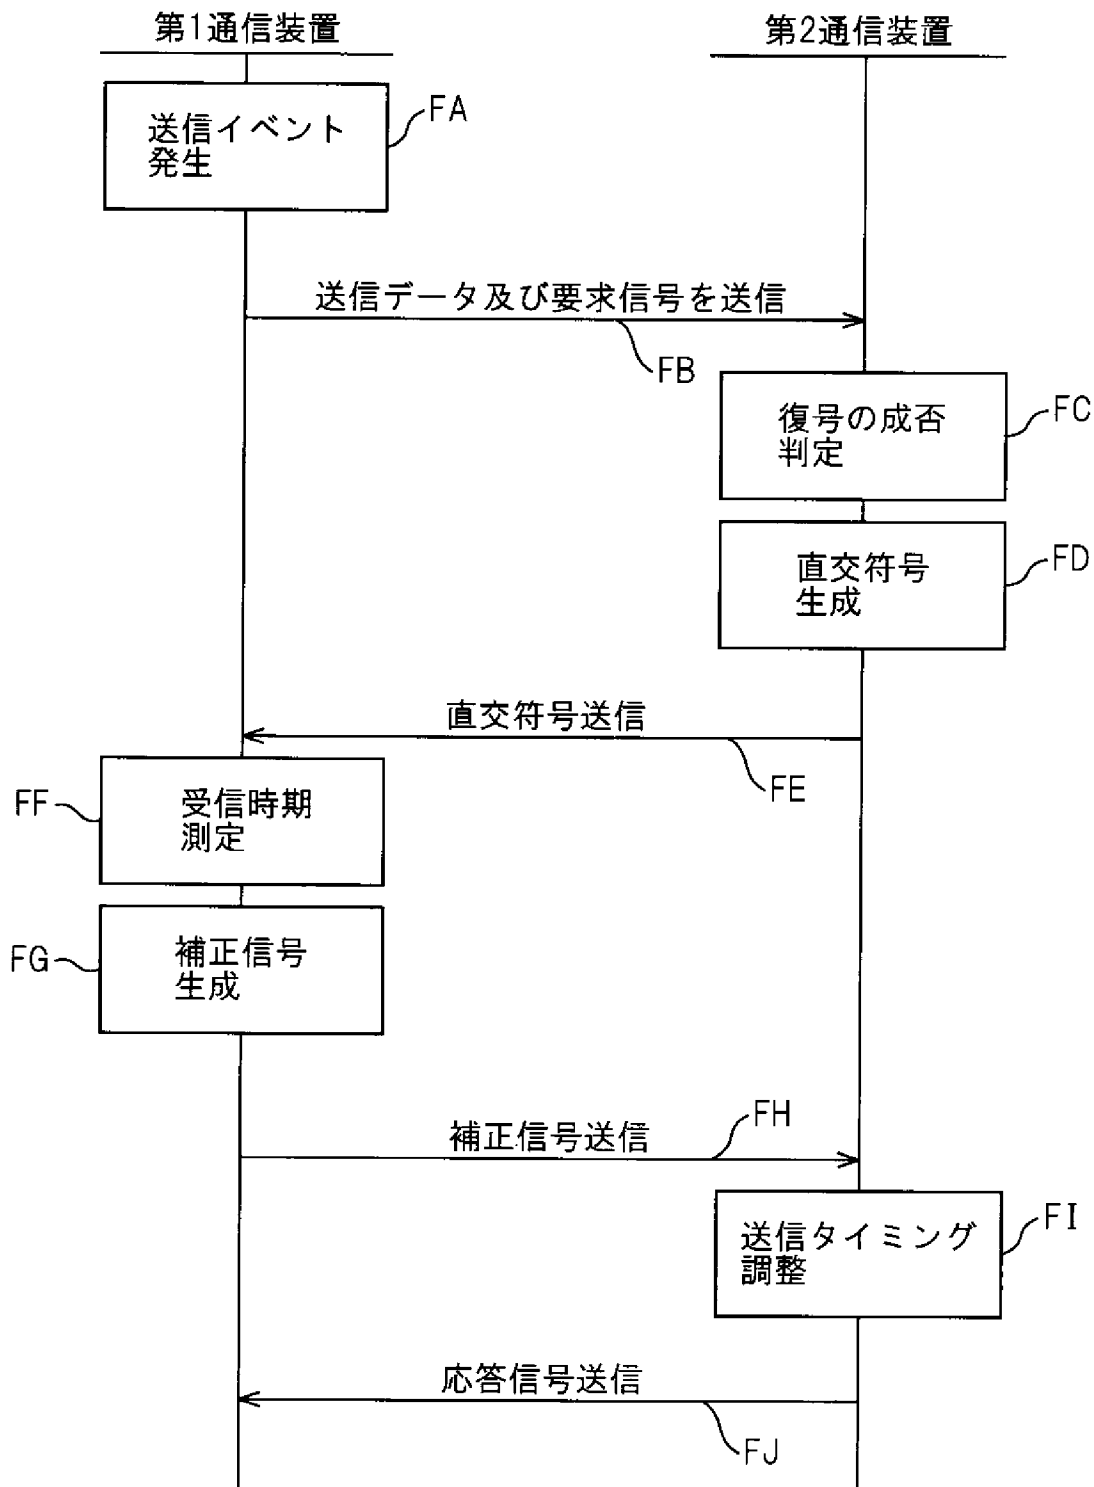 第1通信装置
第2通信装置
送信イベント
発生
FA
送信データ及び要求信号を送信
FB
復号の成否
判定
FC
直交符号
生成
FD
直交符号送信
FE
受信時期
測定
FF
補正信号
生成
FG
補正信号送信
FH
送信タイミング
調整
FI
応答信号送信
FJ